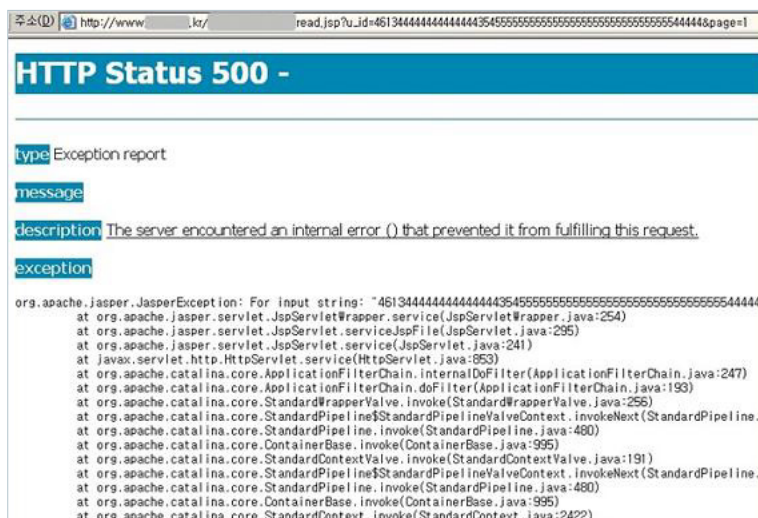 주소(D) http://www. .kr/ read.jsp?u_id=461344444444444444354555555555555555555555555555555555544444&page=1
HTTP Status 500 -
type Exception report
message
description The server encountered an internal error () that prevented it from fulfilling this request.
exception
org.apache.jasper.JasperException: For input string: "461344444444444444354555555555555555555555555555555555544444
at org.apache.jasper.servlet.JspServletWrapper.service(JspServletWrapper.java:254)
at org.apache.jasper.servlet.JspServlet.serviceJspFile(JspServlet.java:295)
at org.apache.jasper.servlet.JspServlet.service(JspServlet.java:241)
at javax.servlet.http.HttpServlet.service(HttpServlet.java:853)
at org.apache.catalina.core.ApplicationFilterChain.internalDoFilter(ApplicationFilterChain.java:247)
at org.apache.catalina.core.ApplicationFilterChain.doFilter(ApplicationFilterChain.java:193)
at org.apache.catalina.core.StandardWrapperValve.invoke(StandardWrapperValve.java:256)
at org.apache.catalina.core.StandardPipeline$StandardPipelineValveContext.invokeNext(StandardPipeline.
at org.apache.catalina.core.StandardPipeline.invoke(StandardPipeline.java:480)
at org.apache.catalina.core.ContainerBase.invoke(ContainerBase.java:995)
at org.apache.catalina.core.StandardContextValve.invoke(StandardContextValve.java:191)
at org.apache.catalina.core.StandardPipeline$StandardPipelineValveContext.invokeNext(StandardPipeline.
at org.apache.catalina.core.StandardPipeline.invoke(StandardPipeline.java:480)
at org.apache.catalina.core.ContainerBase.invoke(ContainerBase.java:995)
at org.apache.catalina.core.StandardContext.invoke(StandardContext.java:2422)